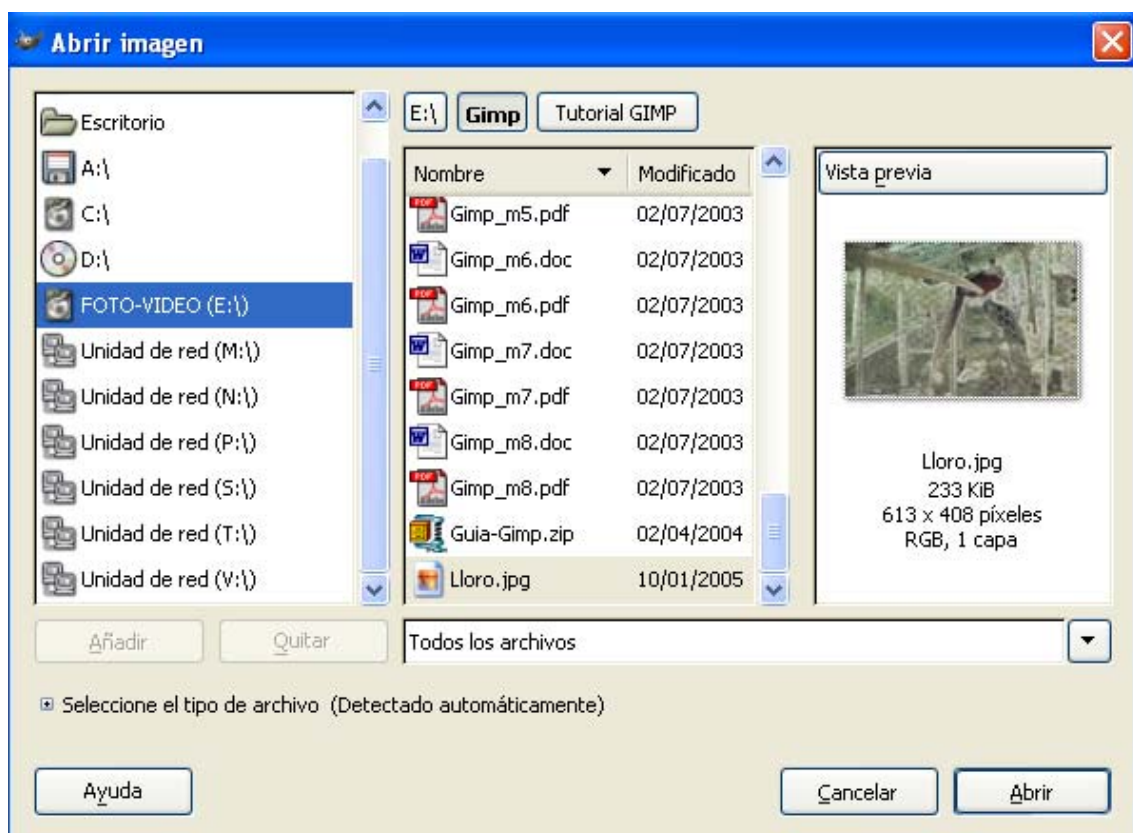 Abrir imagen
Escritorio
A:\
C:\
D:\
FOTO-VIDEO (E:\)
Unidad de red (M:\)
Unidad de red (N:\)
Unidad de red (P:\)
Unidad de red (S:\)
Unidad de red (T:\)
Unidad de red (V:\)
Añadir Quitar
E:\ Gimp Tutorial GIMP
Nombre Modificado
Gimp_m5.pdf 02/07/2003
Gimp_m6.doc 02/07/2003
Gimp_m6.pdf 02/07/2003
Gimp_m7.doc 02/07/2003
Gimp_m7.pdf 02/07/2003
Gimp_m8.doc 02/07/2003
Gimp_m8.pdf 02/07/2003
Guia-Gimp.zip 02/04/2004
Lloro.jpg 10/01/2005
Vista previa
Lloro.jpg
233 KiB
613 x 408 píxeles
RGB, 1 capa
Todos los archivos
Seleccione el tipo de archivo (Detectado automáticamente)
Ayuda Cancelar Abrir